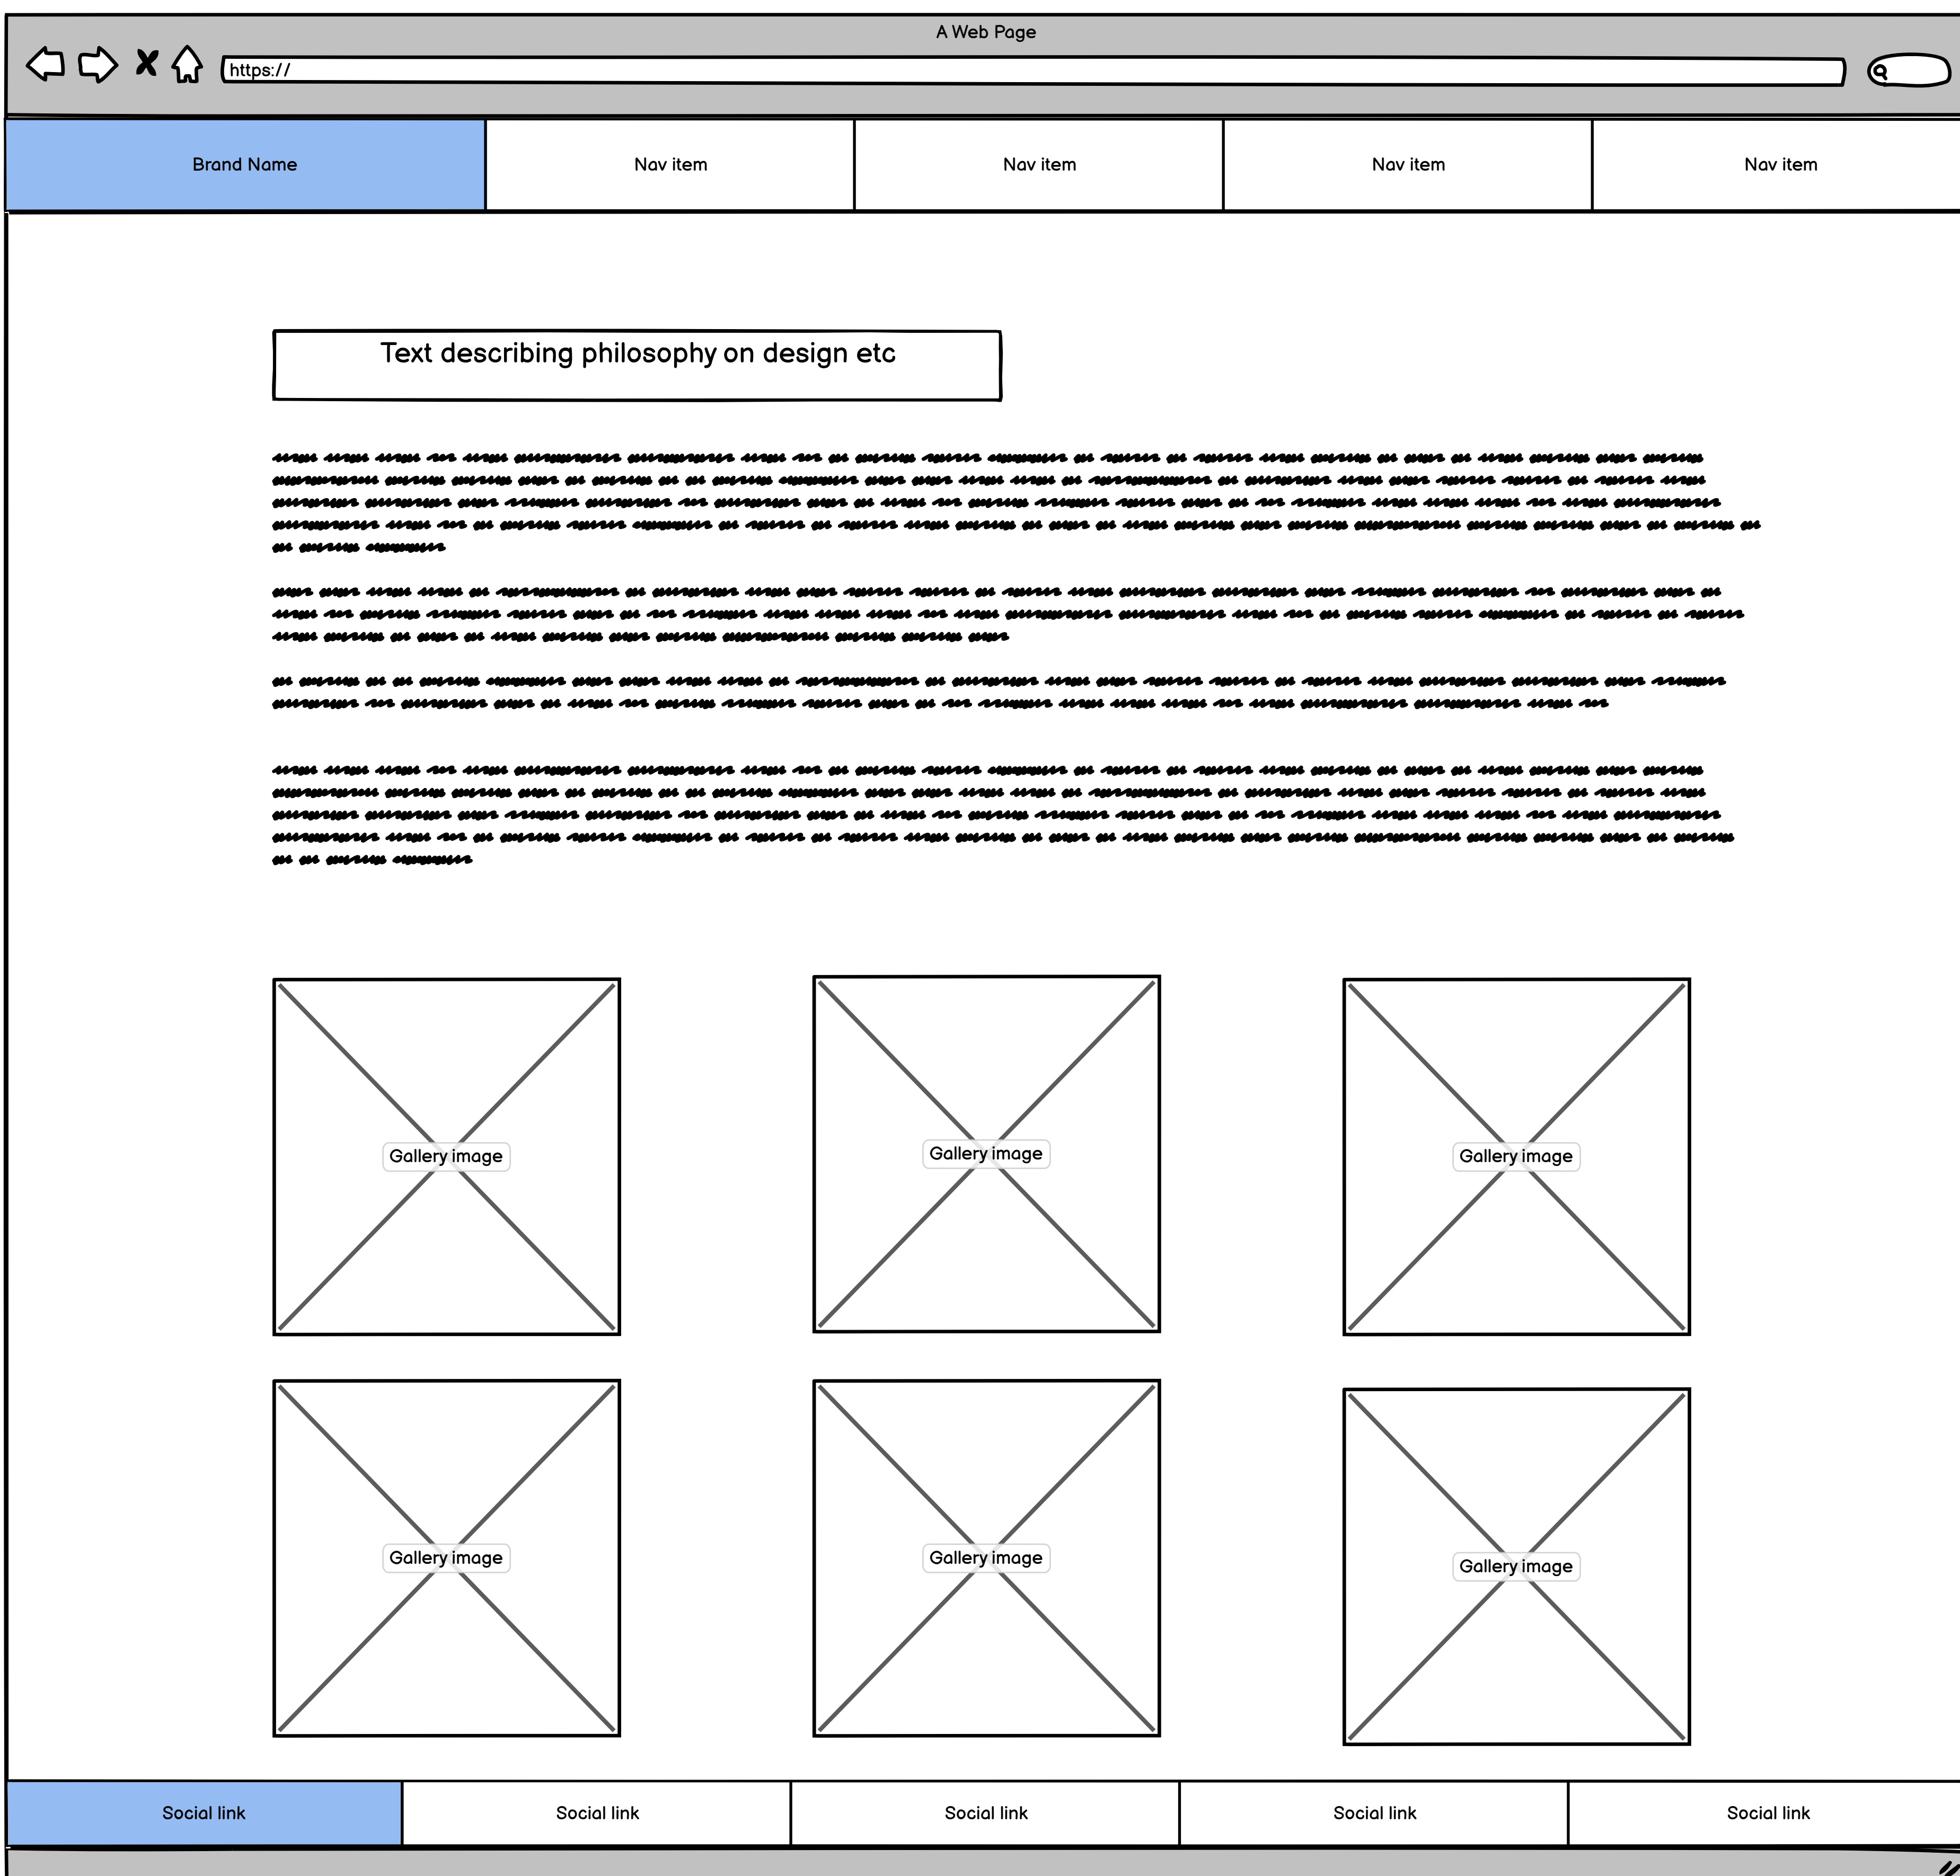 A Web Page
https://
Brand Name
Nav item
Nav item
Nav item
Nav item
Text describing philosophy on design etc
Gallery image
Gallery image
Gallery image
Gallery image
Gallery image
Gallery image
Social link
Social link
Social link
Social link
Social link